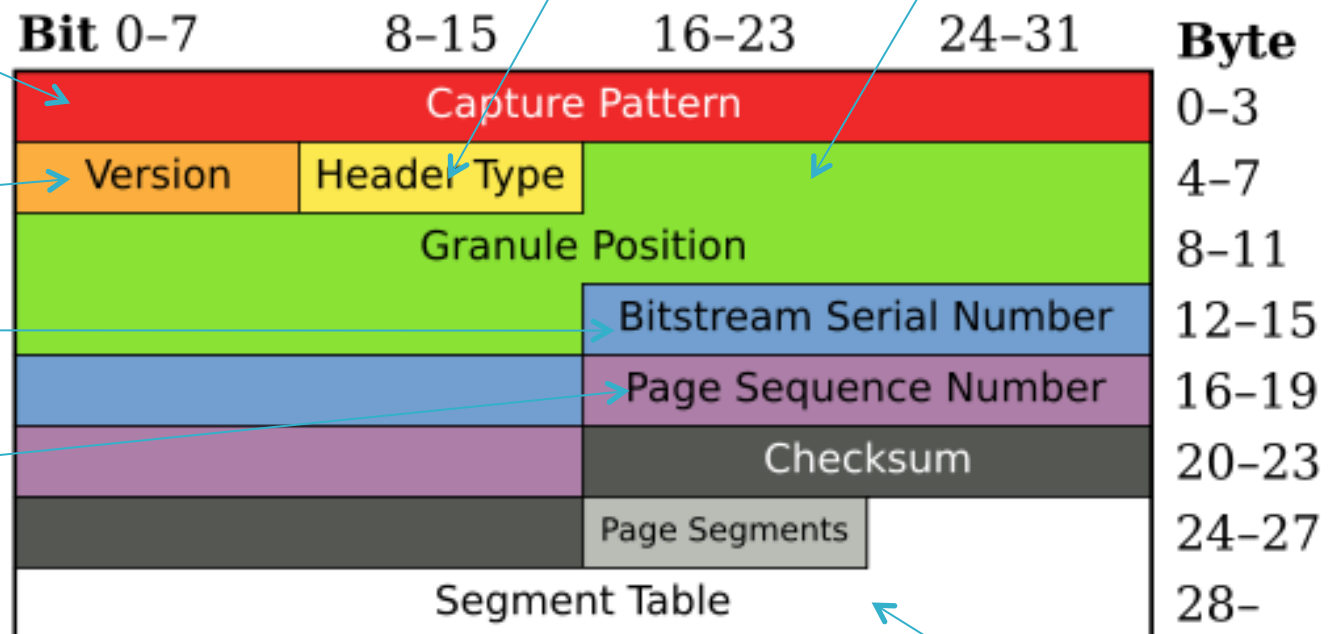 Bit 0–7 8–15 16–23 24–31 Byte
Capture Pattern 0–3
Version Header Type 4–7
Granule Position 8–11
Bitstream Serial Number 12–15
Page Sequence Number 16–19
Checksum 20–23
Page Segments 24–27
Segment Table 28–